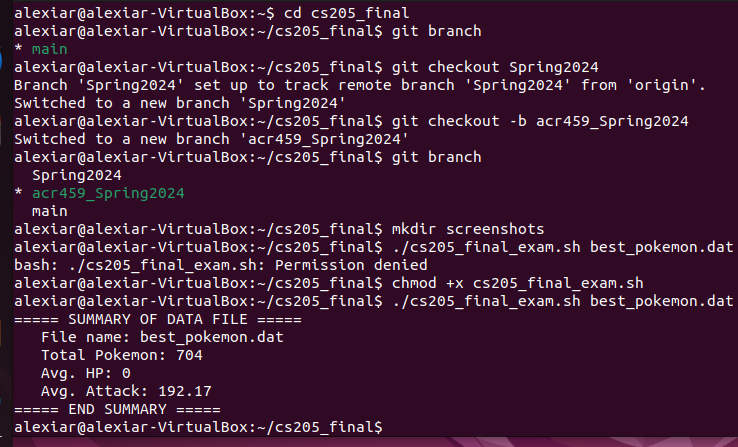 alexiar@alexiar-VirtualBox:~$ cd cs205_final
alexiar@alexiar-VirtualBox:~/cs205_final$ git branch
* main
alexiar@alexiar-VirtualBox:~/cs205_final$ git checkout Spring2024
Branch 'Spring2024' set up to track remote branch 'Spring2024' from 'origin'.
Switched to a new branch 'Spring2024'
alexiar@alexiar-VirtualBox:~/cs205_final$ git checkout -b acr459_Spring2024
Switched to a new branch 'acr459_Spring2024'
alexiar@alexiar-VirtualBox:~/cs205_final$ git branch
  Spring2024
* acr459_Spring2024
  main
alexiar@alexiar-VirtualBox:~/cs205_final$ mkdir screenshots
alexiar@alexiar-VirtualBox:~/cs205_final$ ./cs205_final_exam.sh best_pokemon.dat
bash: ./cs205_final_exam.sh: Permission denied
alexiar@alexiar-VirtualBox:~/cs205_final$ chmod +x cs205_final_exam.sh
alexiar@alexiar-VirtualBox:~/cs205_final$ ./cs205_final_exam.sh best_pokemon.dat
===== SUMMARY OF DATA FILE =====
   File name: best_pokemon.dat
   Total Pokemon: 704
   Avg. HP: 0
   Avg. Attack: 192.17
===== END SUMMARY =====
alexiar@alexiar-VirtualBox:~/cs205_final$